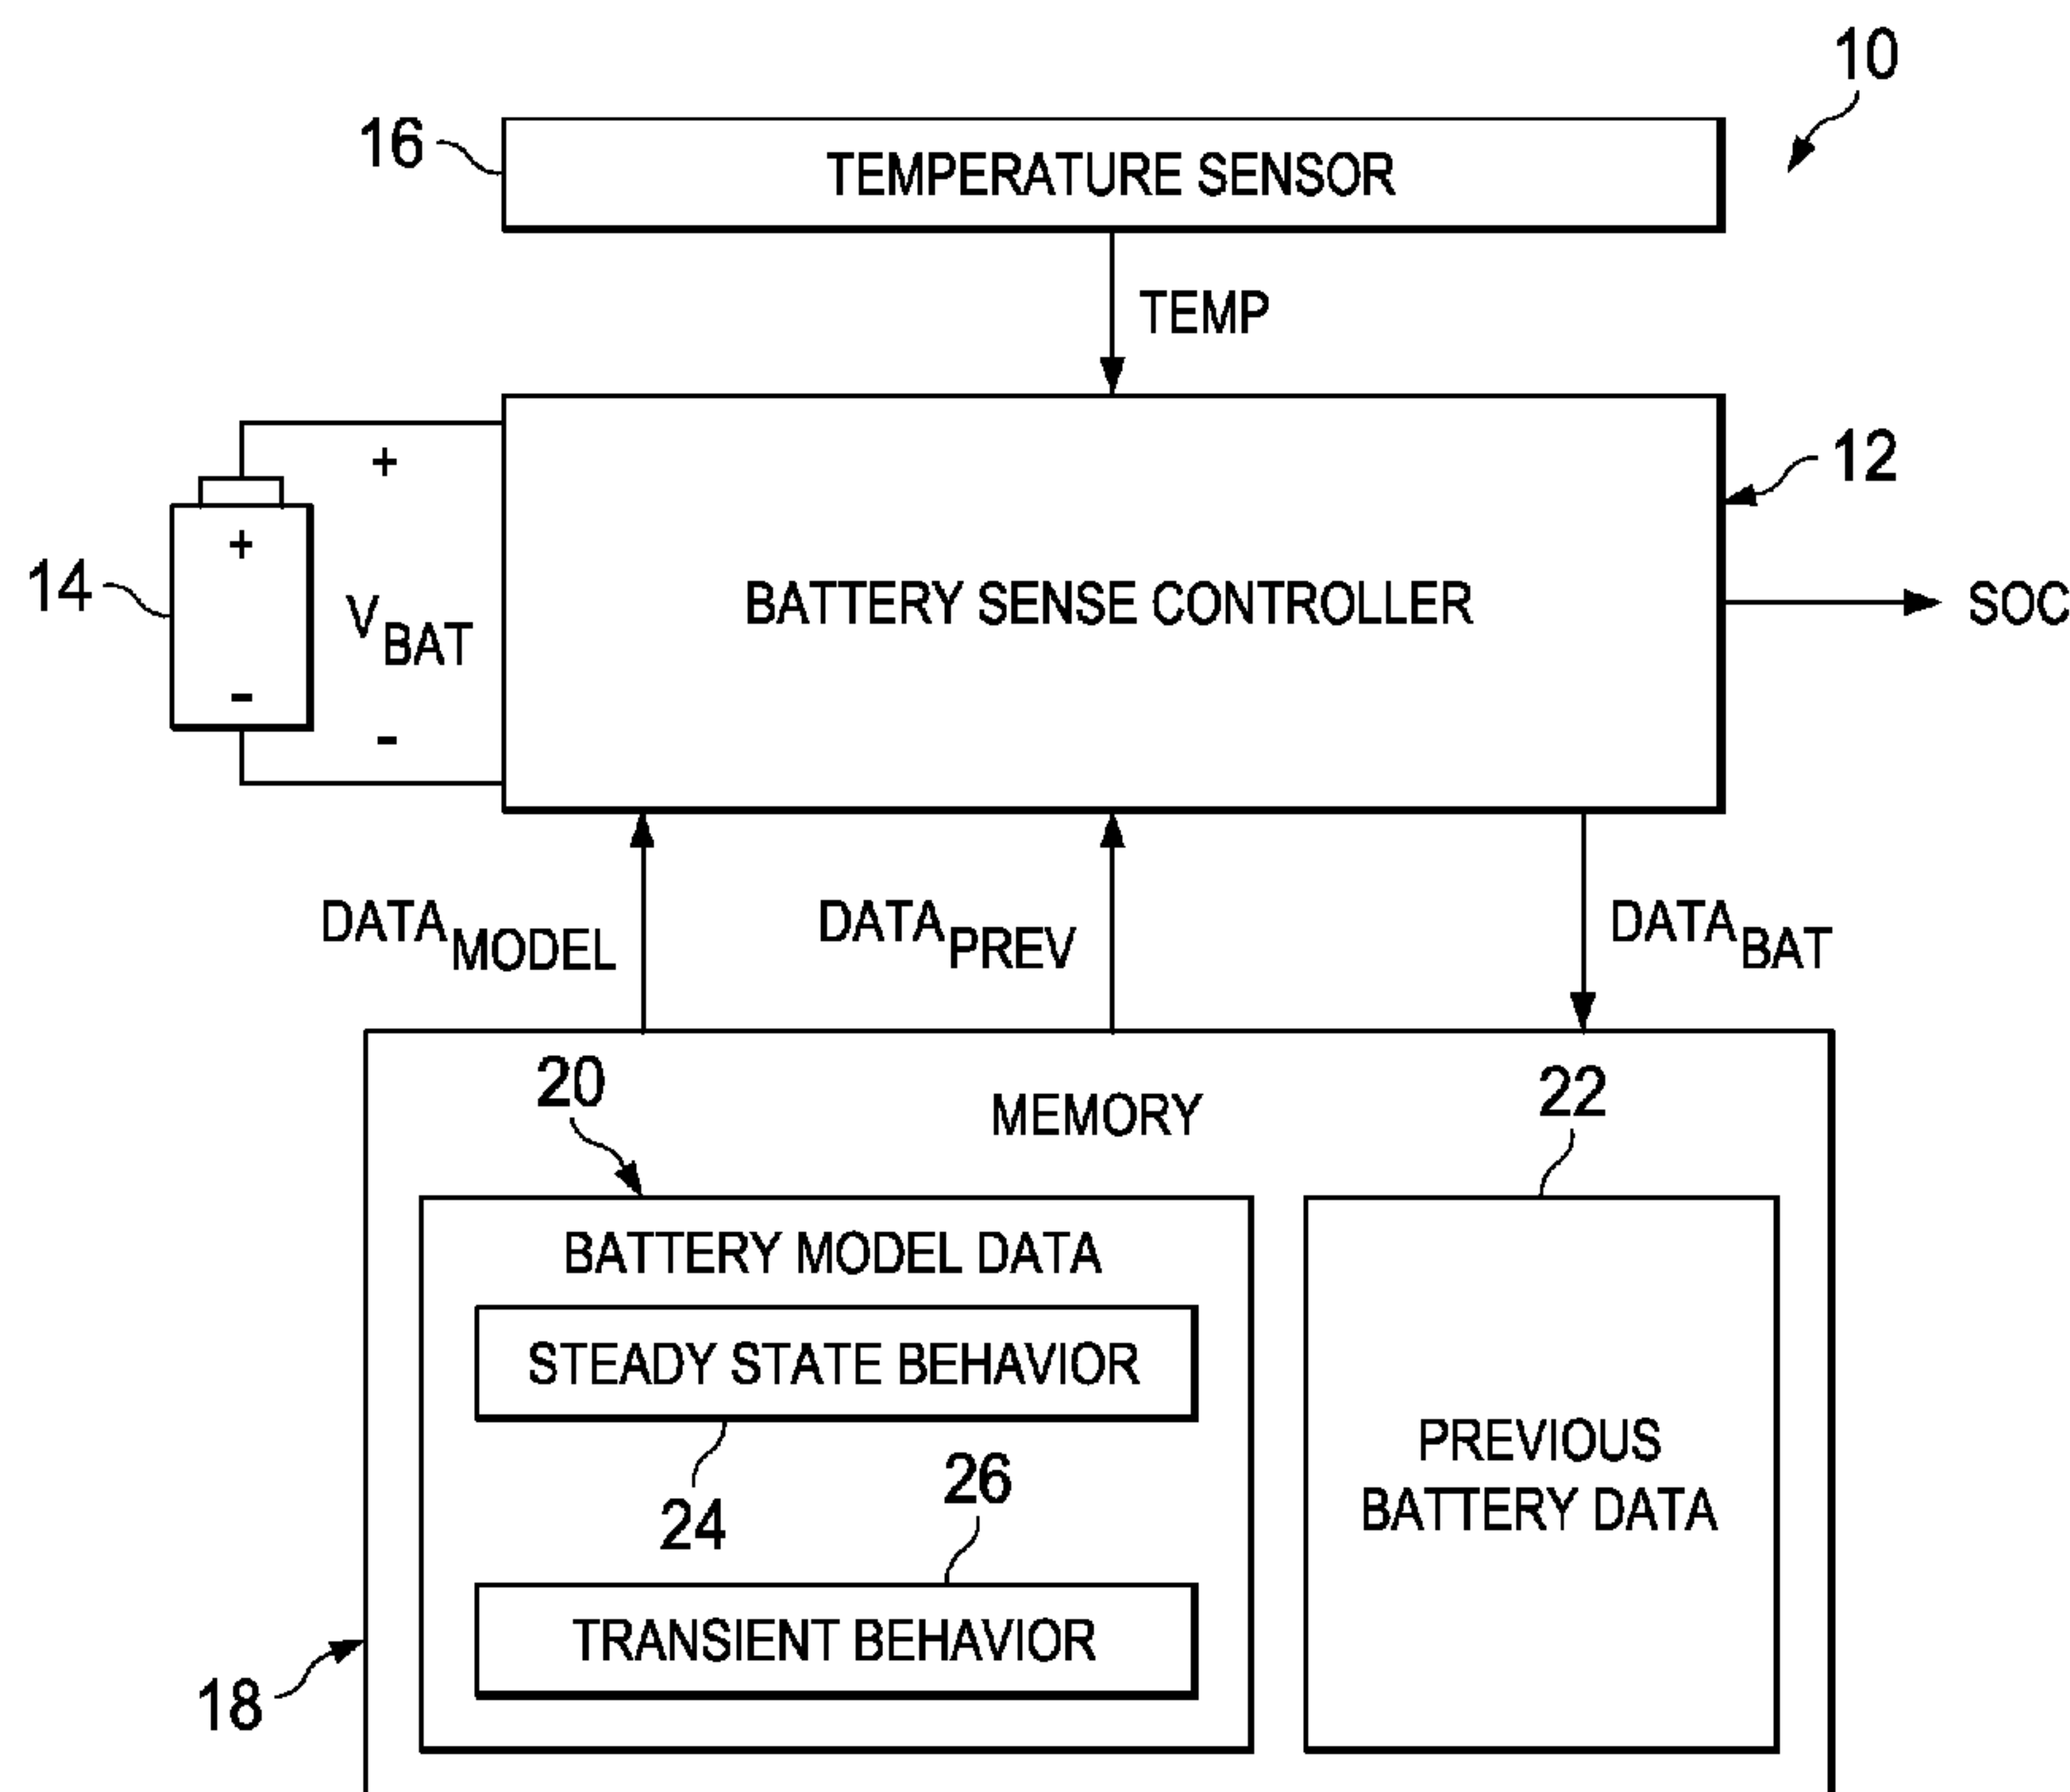 10
16
TEMPERATURE SENSOR
TEMP
12
+
+
14
VBAT
BATTERY SENSE CONTROLLER
SOC
-
-
DATAMODEL
DATAPREV
DATABAT
20
MEMORY
22
BATTERY MODEL DATA
STEADY STATE BEHAVIOR
24
26
PREVIOUS
BATTERY DATA
TRANSIENT BEHAVIOR
18